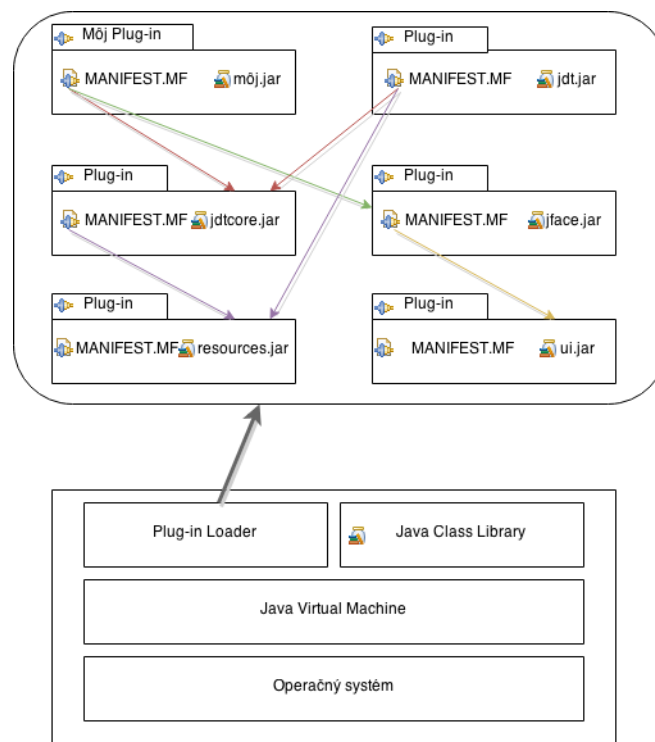 Môj Plug-in
MANIFEST.MF môj.jar
Plug-in
MANIFEST.MF jdt.jar
Plug-in
MANIFEST.MF jdtcore.jar
Plug-in
MANIFEST.MF jface.jar
Plug-in
MANIFEST.MF resources.jar
Plug-in
MANIFEST.MF ui.jar
Plug-in Loader
Java Class Library
Java Virtual Machine
Operačný systém